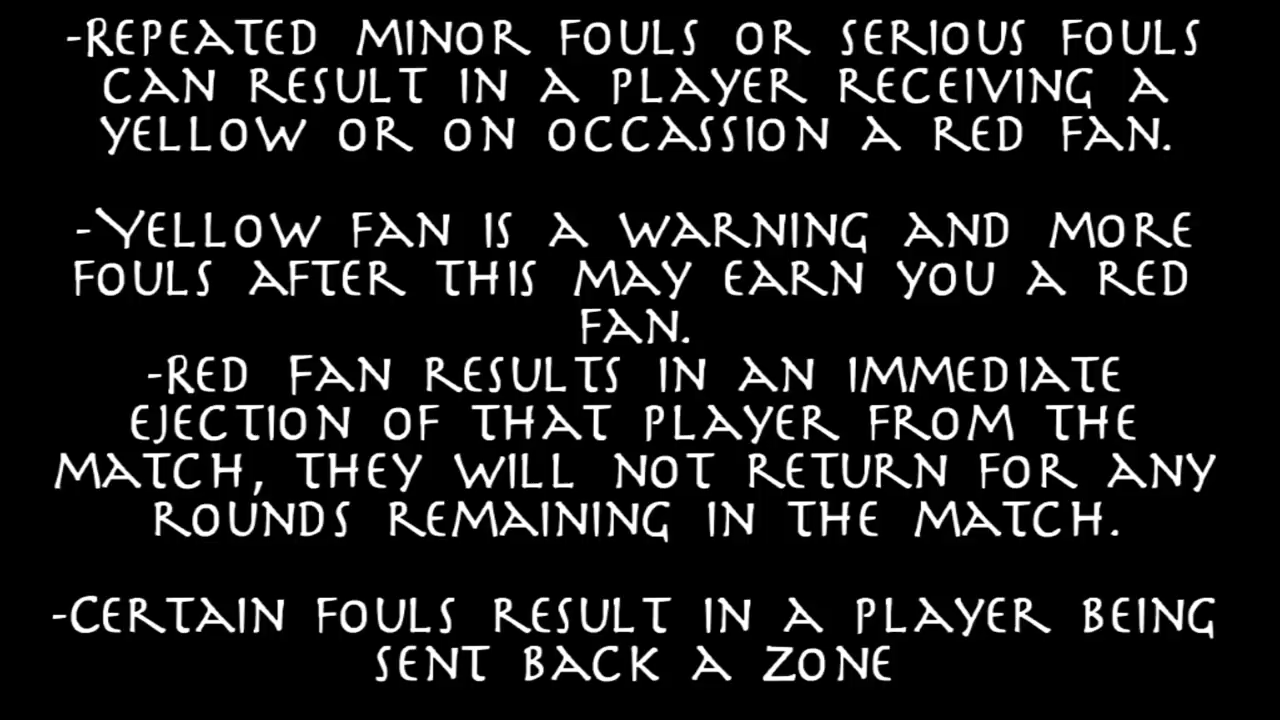 -Repeated minor fouls or serious fouls
can result in a player receiving a
yellow or on occassion a red fan.
-Yellow fan is a warning and more
fouls after this may earn you a red
fan.
-Red Fan results in an immediate
ejection of that player from the
match, they will not return for any
rounds remaining in the match.
-Certain fouls result in a player being
sent back a zone